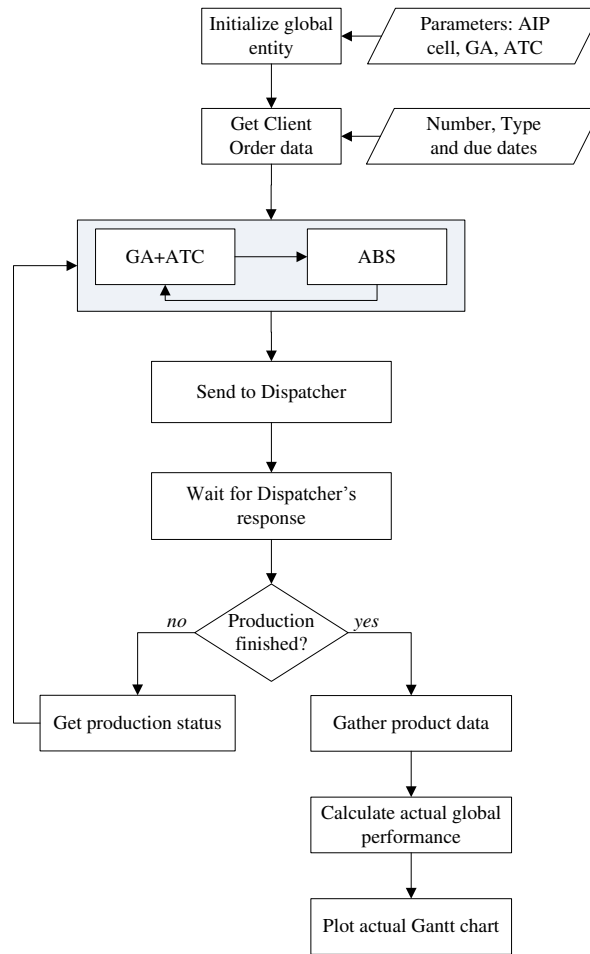 Initialize global
entity
Parameters: AIP
cell, GA, ATC
Get Client
Order data
Number, Type
and due dates
GA+ATC
ABS
Send to Dispatcher
Wait for Dispatcher's
response
Production
finished?
no
yes
Get production status
Gather product data
Calculate actual global
performance
Plot actual Gantt chart